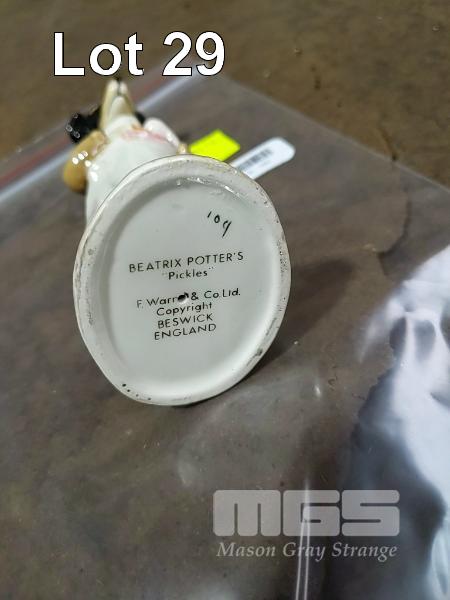 Lot 29
109
BEATRIX POTTER'S
"Pickles"
F. Warne & Co. Ltd.
Copyright
BESWICK
ENGLAND
MGS
Mason Gray Strange